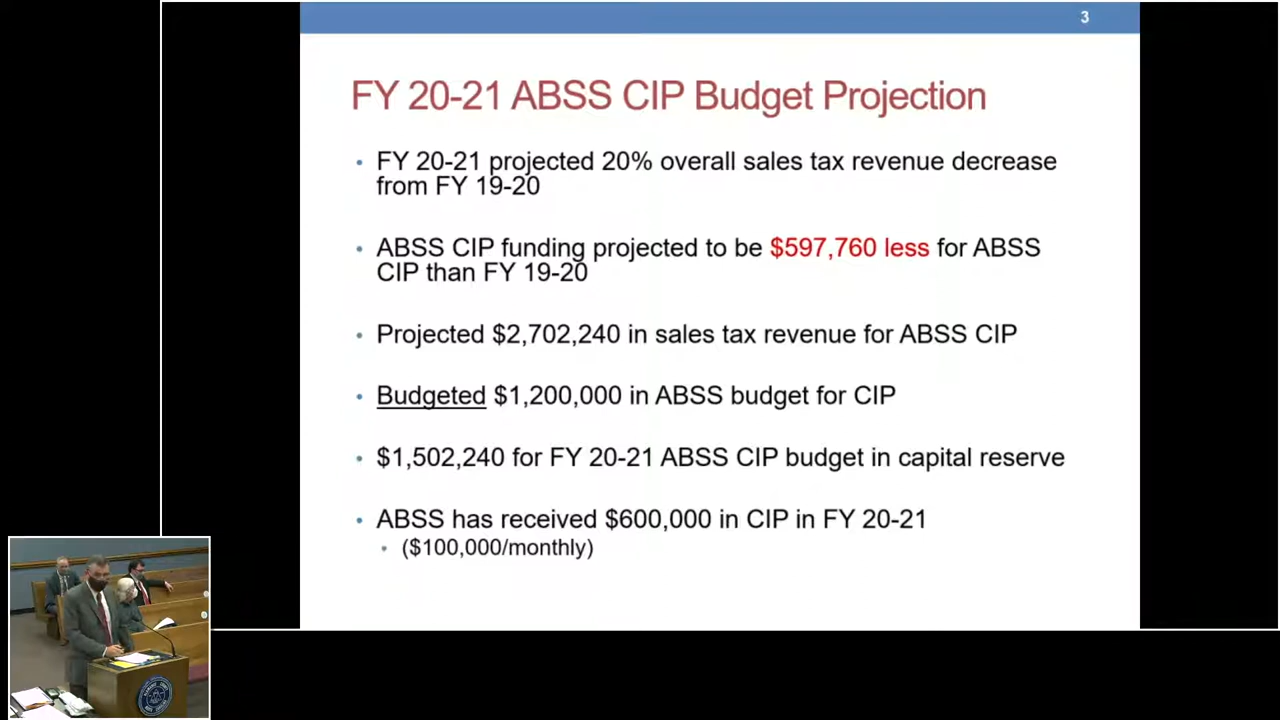 3
FY 20-21 ABSS CIP Budget Projection
• FY 20-21 projected 20% overall sales tax revenue decrease
from FY 19-20
• ABSS CIP funding projected to be $597,760 less for ABSS
CIP than FY 19-20
• Projected $2,702,240 in sales tax revenue for ABSS CIP
• Budgeted $1,200,000 in ABSS budget for CIP
• $1,502,240 for FY 20-21 ABSS CIP budget in capital reserve
• ABSS has received $600,000 in CIP in FY 20-21
• ($100,000/monthly)